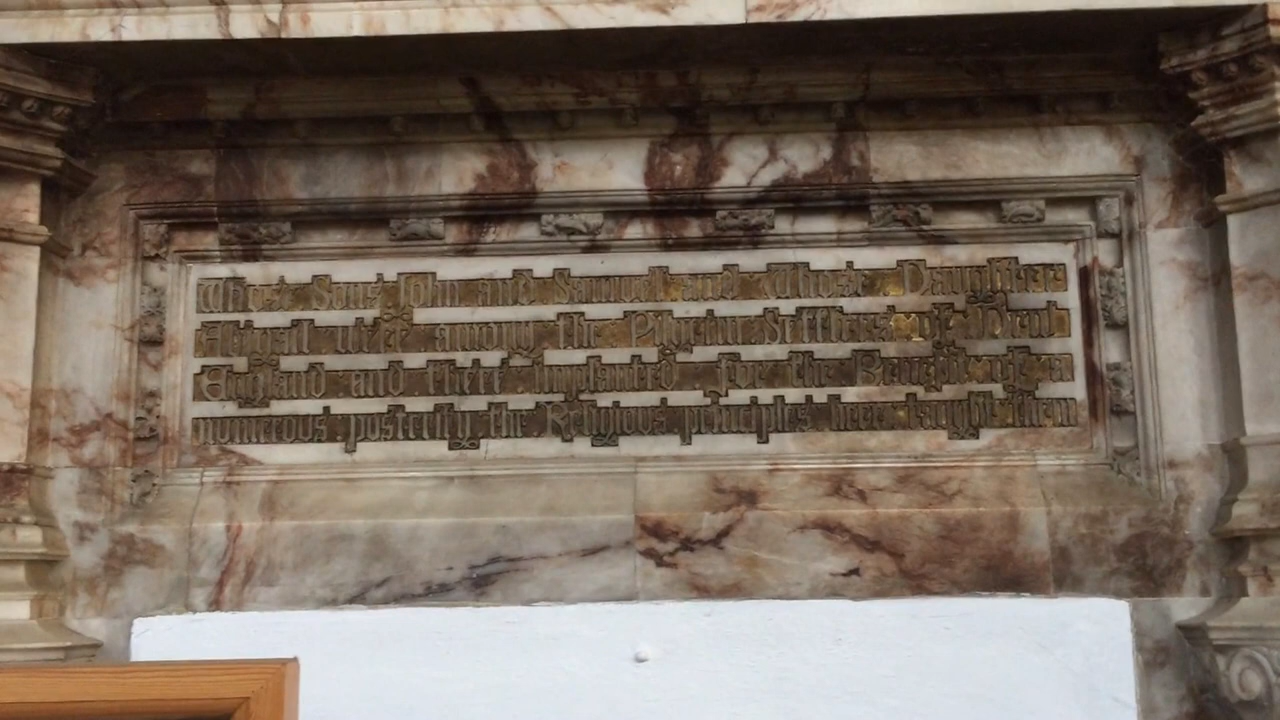 Whose Sons John and Samuel and Whose Daughter
Abigail were among the Pilgrim Settlers of New
England and there implanted for the Benefit of a
numerous posterity the Religious principles here taught them